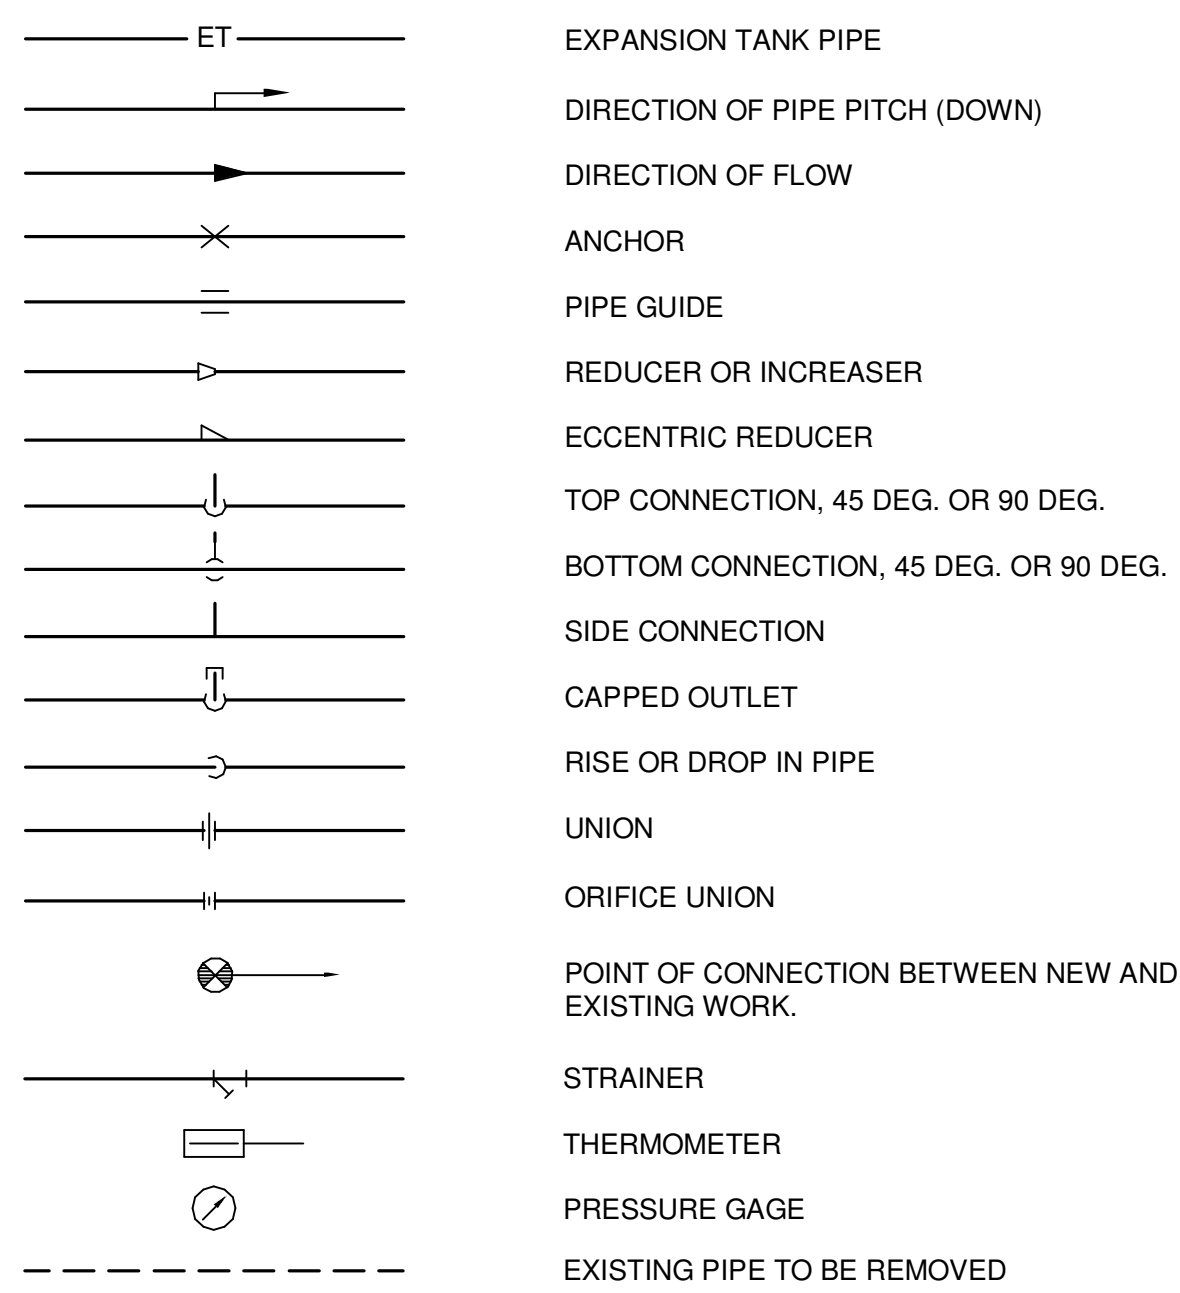 ET EXPANSION TANK PIPE
DIRECTION OF PIPE PITCH (DOWN)
DIRECTION OF FLOW
ANCHOR
PIPE GUIDE
REDUCER OR INCREASER
ECCENTRIC REDUCER
TOP CONNECTION, 45 DEG. OR 90 DEG.
BOTTOM CONNECTION, 45 DEG. OR 90 DEG.
SIDE CONNECTION
CAPPED OUTLET
RISE OR DROP IN PIPE
UNION
ORIFICE UNION
POINT OF CONNECTION BETWEEN NEW AND
EXISTING WORK.
STRAINER
THERMOMETER
PRESSURE GAGE
EXISTING PIPE TO BE REMOVED